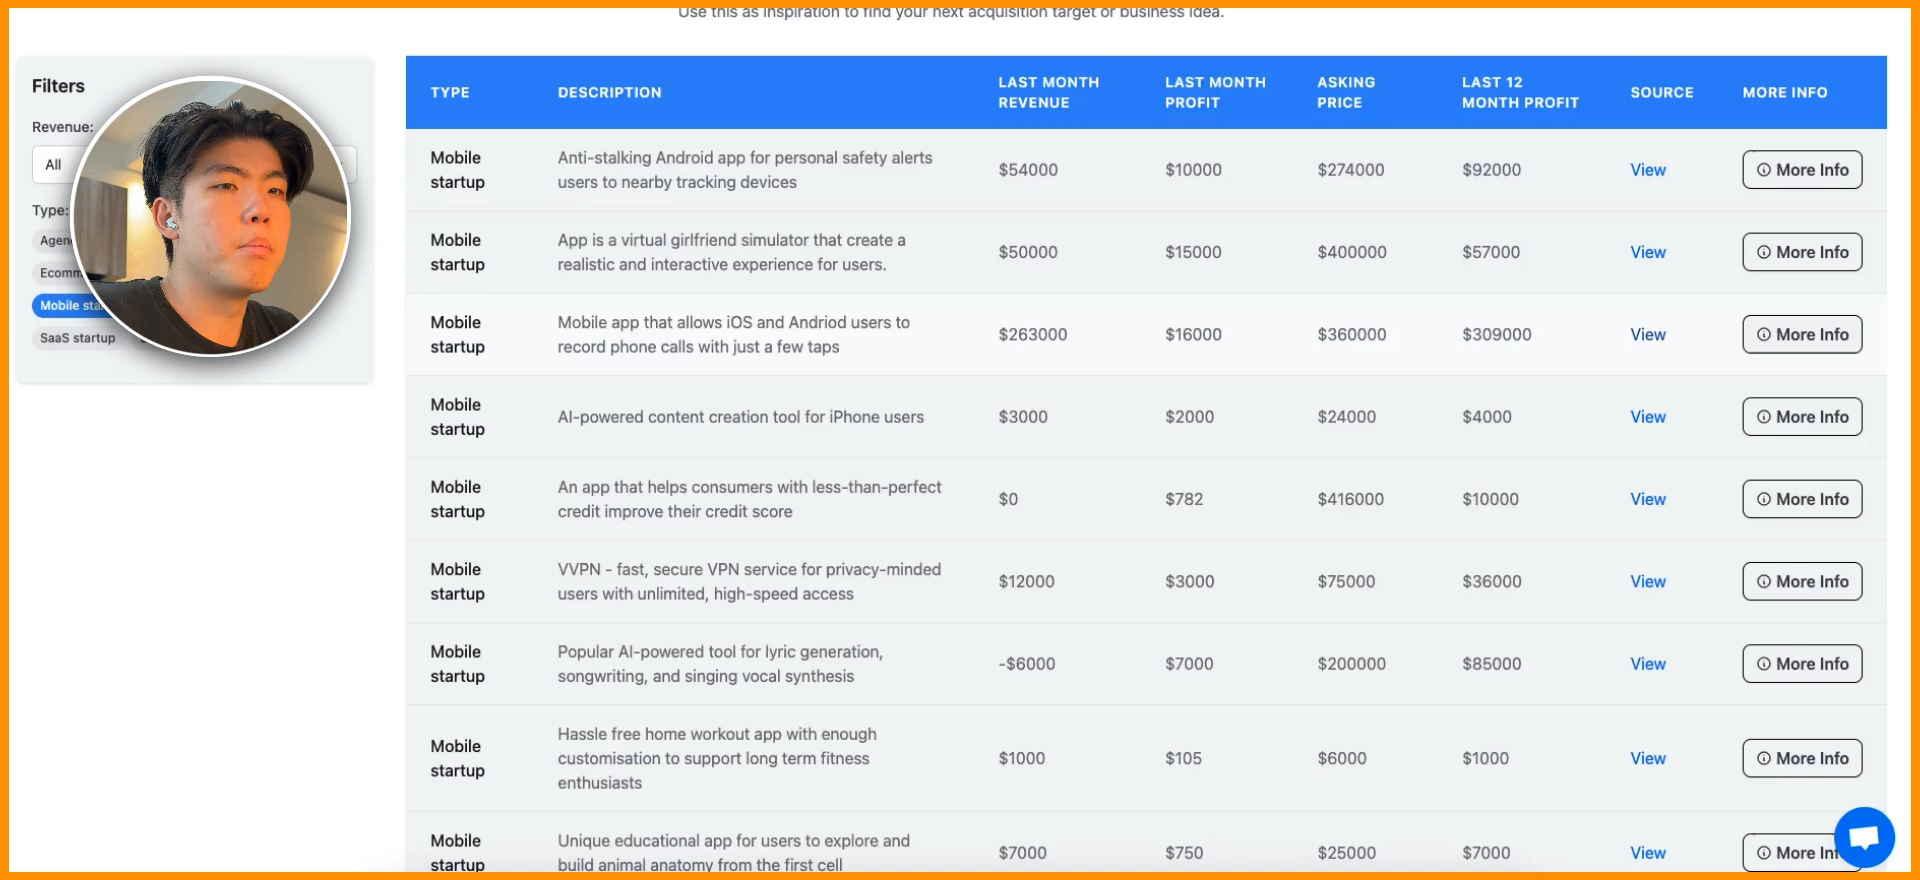 Use this as inspiration to find your next acquisition target or business idea.
Filters
Revenue:
All
Type:
Agen
Ecomm
Mobile sta
SaaS startup
TYPE DESCRIPTION LAST MONTH REVENUE LAST MONTH PROFIT ASKING PRICE LAST 12 MONTH PROFIT SOURCE MORE INFO
Mobile startup Anti-stalking Android app for personal safety alerts users to nearby tracking devices $54000 $10000 $274000 $92000 View More Info
Mobile startup App is a virtual girlfriend simulator that create a realistic and interactive experience for users. $50000 $15000 $400000 $57000 View More Info
Mobile startup Mobile app that allows iOS and Andriod users to record phone calls with just a few taps $263000 $16000 $360000 $309000 View More Info
Mobile startup AI-powered content creation tool for iPhone users $3000 $2000 $24000 $4000 View More Info
Mobile startup An app that helps consumers with less-than-perfect credit improve their credit score $0 $782 $416000 $10000 View More Info
Mobile startup VVPN - fast, secure VPN service for privacy-minded users with unlimited, high-speed access $12000 $3000 $75000 $36000 View More Info
Mobile startup Popular AI-powered tool for lyric generation, songwriting, and singing vocal synthesis -$6000 $7000 $200000 $85000 View More Info
Mobile startup Hassle free home workout app with enough customisation to support long term fitness enthusiasts $1000 $105 $6000 $1000 View More Info
Mobile startup Unique educational app for users to explore and build animal anatomy from the first cell $7000 $750 $25000 $7000 View More In